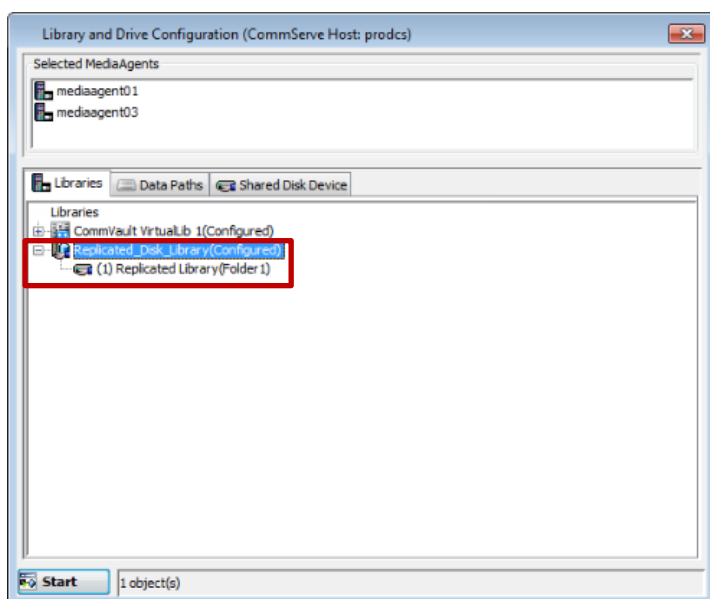 Library and Drive Configuration (CommServe Host: prodcs)
Selected MediaAgents
mediaagent01
mediaagent03
Libraries Data Paths Shared Disk Device
Libraries
CommVault VirtualLib 1(Configured)
Replicated_Disk_Library(Configured)
(1) Replicated Library(Folder1)
Start 1 object(s)